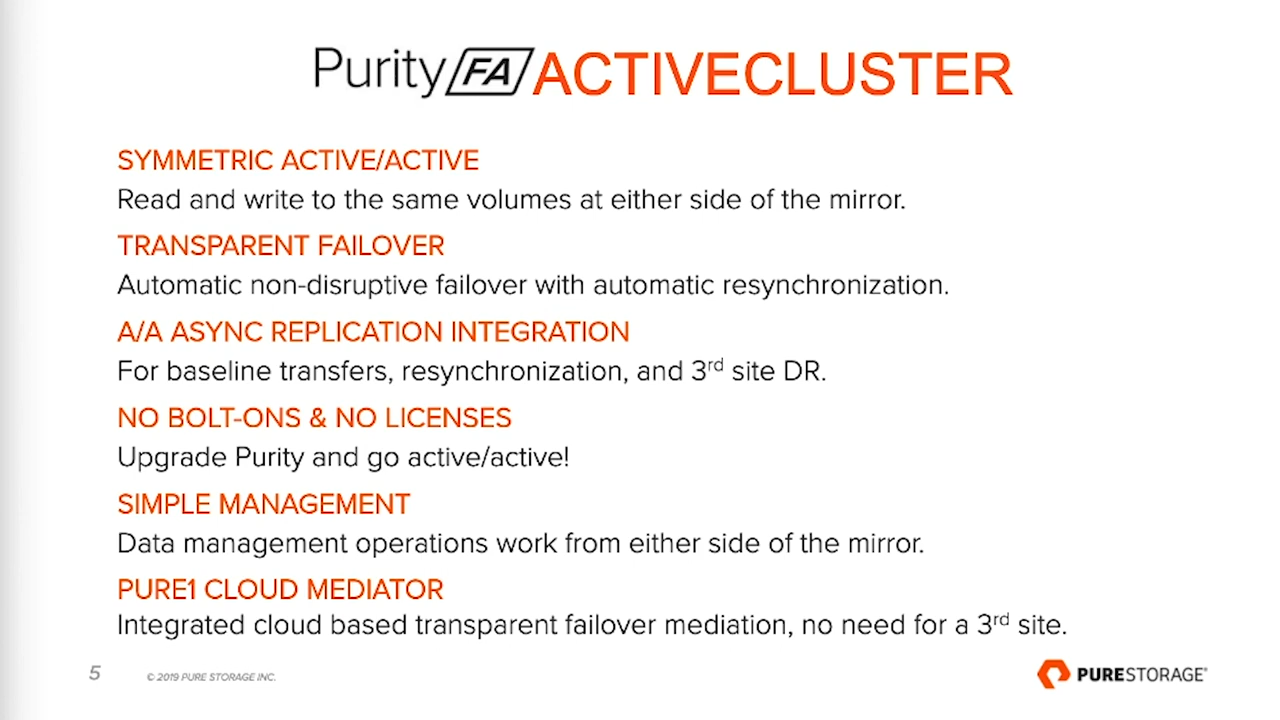 Purity FA ACTIVECLUSTER
SYMMETRIC ACTIVE/ACTIVE
Read and write to the same volumes at either side of the mirror.
TRANSPARENT FAILOVER
Automatic non-disruptive failover with automatic resynchronization.
A/A ASYNC REPLICATION INTEGRATION
For baseline transfers, resynchronization, and 3rd site DR.
NO BOLT-ONS & NO LICENSES
Upgrade Purity and go active/active!
SIMPLE MANAGEMENT
Data management operations work from either side of the mirror.
PURE1 CLOUD MEDIATOR
Integrated cloud based transparent failover mediation, no need for a 3rd site.
5 © 2019 PURE STORAGE INC. PURESTORAGE®